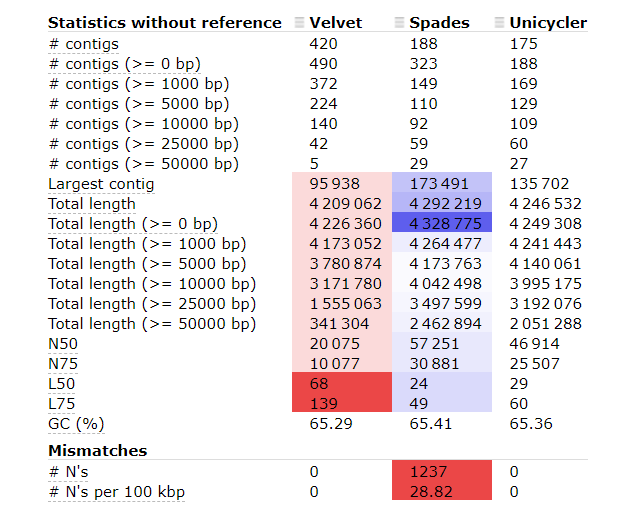 Statistics without reference Velvet Spades Unicycler
# contigs 420 188 175
# contigs (>= 0 bp) 490 323 188
# contigs (>= 1000 bp) 372 149 169
# contigs (>= 5000 bp) 224 110 129
# contigs (>= 10000 bp) 140 92 109
# contigs (>= 25000 bp) 42 59 60
# contigs (>= 50000 bp) 5 29 27
Largest contig 95 938 173 491 135 702
Total length 4 209 062 4 292 219 4 246 532
Total length (>= 0 bp) 4 226 360 4 328 775 4 249 308
Total length (>= 1000 bp) 4 173 052 4 264 477 4 241 443
Total length (>= 5000 bp) 3 780 874 4 173 763 4 140 061
Total length (>= 10000 bp) 3 171 780 4 042 498 3 995 175
Total length (>= 25000 bp) 1 555 063 3 497 599 3 192 076
Total length (>= 50000 bp) 341 304 2 462 894 2 051 288
N50 20 075 57 251 46 914
N75 10 077 30 881 25 507
L50 68 24 29
L75 139 49 60
GC (%) 65.29 65.41 65.36
Mismatches
# N's 0 1237 0
# N's per 100 kbp 0 28.82 0